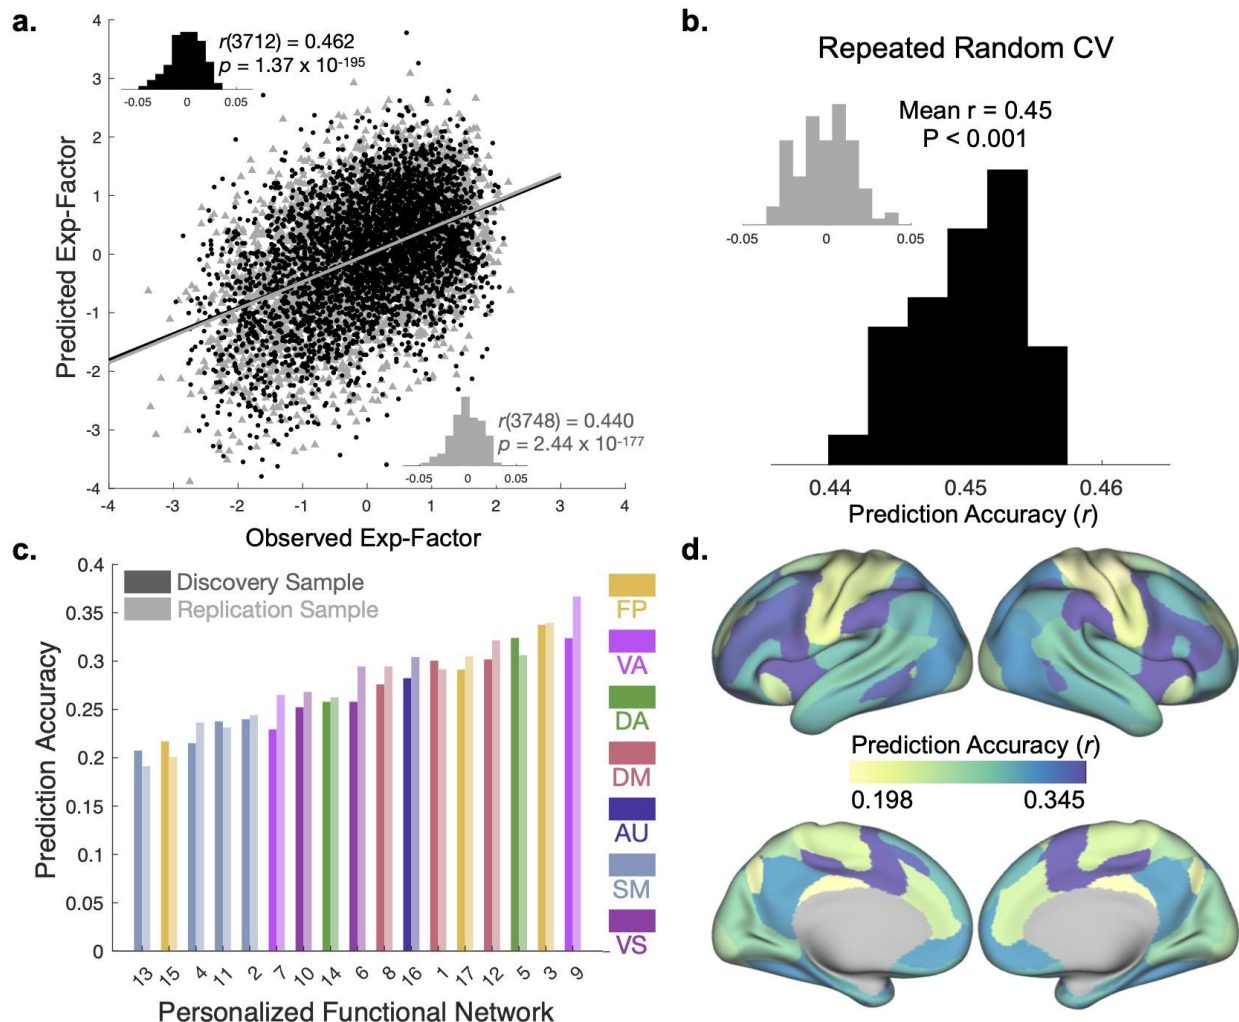 a.
4
3
2
1
0
-1
-2
-3
-4
Predicted Exp-Factor
r(3712) = 0.462
p = 1.37 x 10-195
-0.05 0 0.05
r(3748) = 0.440
p = 2.44 x 10-177
-0.05 0 0.05
-4 -3 -2 -1 0 1 2 3 4
Observed Exp-Factor
b.
Repeated Random CV
Mean r = 0.45
P < 0.001
-0.05 0 0.05
0.44 0.45 0.46
Prediction Accuracy (r)
c.
0.4
0.35
0.3
0.25
0.2
0.15
0.1
0.05
0
Prediction Accuracy
Discovery Sample
Replication Sample
FP
VA
DA
DM
AU
SM
VS
13 15 4 11 2 7 10 14 6 8 16 1 17 12 5 3 9
Personalized Functional Network
d.
Prediction Accuracy (r)
0.198 0.345